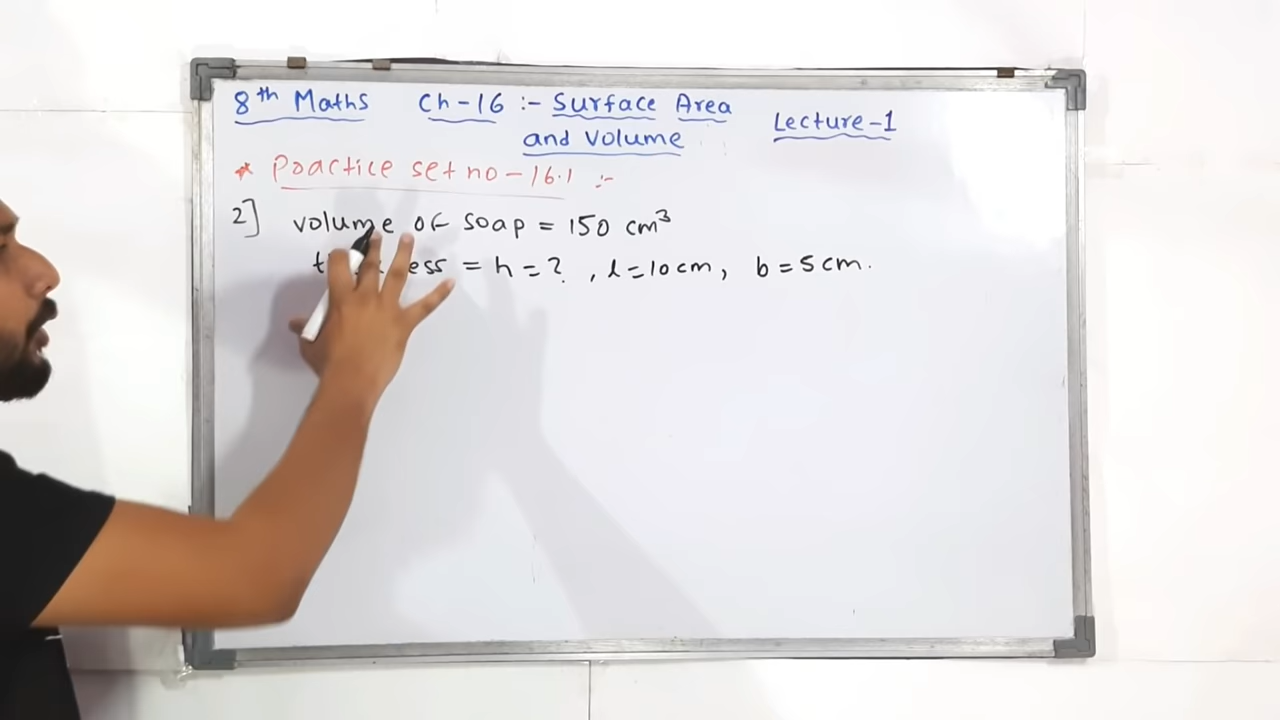 8th Maths Ch-16 :- Surface Area
and Volume Lecture-1
* Practice set no-16.1 :-
2] volume of soap = 150 cm³
= h = ? , l = 10 cm, b = 5 cm.